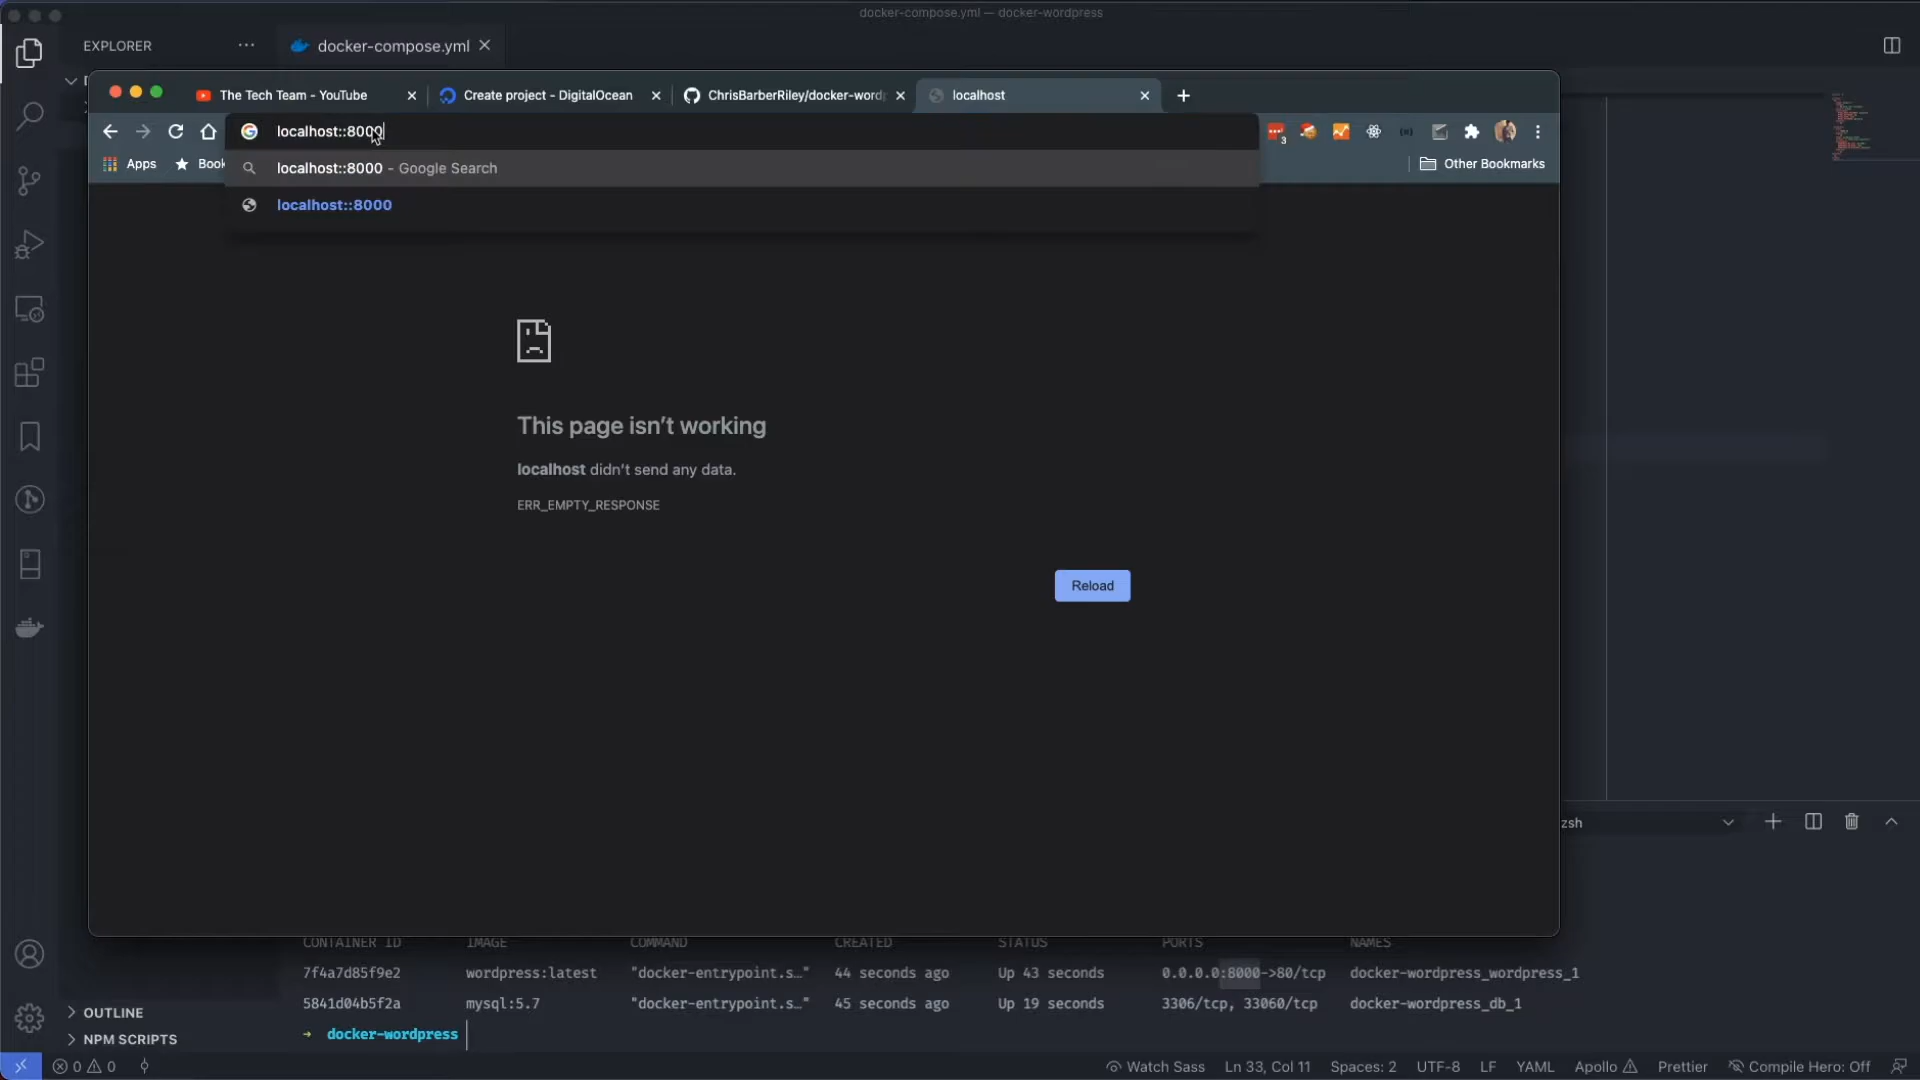 docker-compose.yml — docker-wordpress
EXPLORER
docker-compose.yml
The Tech Team - YouTube
Create project - DigitalOcean
ChrisBarberRiley/docker-word
localhost
localhost::8000
3
localhost::8000 - Google Search
Apps
Book
Other Bookmarks
localhost::8000
This page isn't working
localhost didn't send any data.
ERR_EMPTY_RESPONSE
Reload
zsh
CONTAINER ID IMAGE COMMAND CREATED STATUS PORTS NAMES
7f4a7d85f9e2 wordpress:latest "docker-entrypoint.s…" 44 seconds ago Up 43 seconds 0.0.0.0:8000->80/tcp docker-wordpress_wordpress_1
5841d04b5f2a mysql:5.7 "docker-entrypoint.s…" 45 seconds ago Up 19 seconds 3306/tcp, 33060/tcp docker-wordpress_db_1
→ docker-wordpress
OUTLINE
NPM SCRIPTS
0 0
Watch Sass
Ln 33, Col 11
Spaces: 2
UTF-8
LF
YAML
Apollo
Prettier
Compile Hero: Off